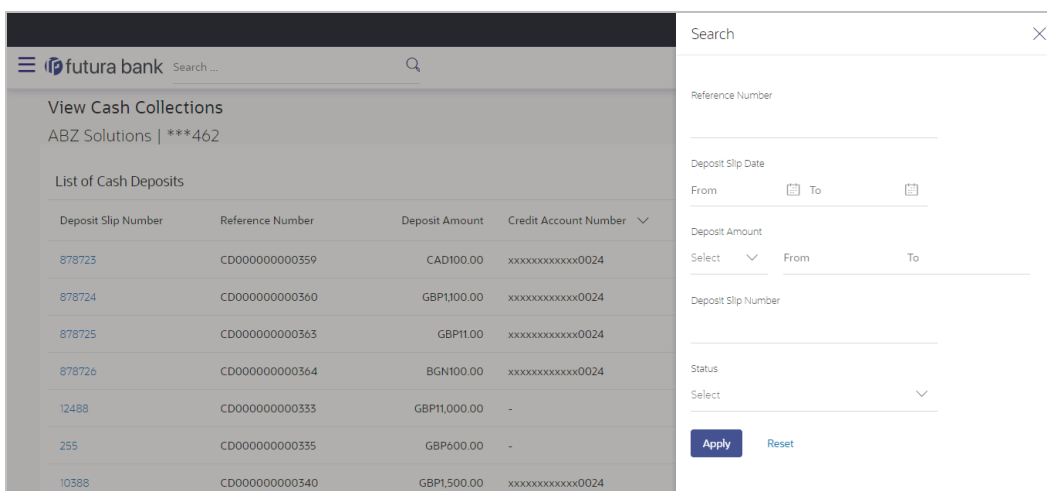 Search
futura bank Search ...
View Cash Collections
ABZ Solutions | ***462
List of Cash Deposits
Deposit Slip Number Reference Number Deposit Amount Credit Account Number
878723 CD000000000359 CAD100.00 xxxxxxxxxxxx0024
878724 CD000000000360 GBP1,100.00 xxxxxxxxxxxx0024
878725 CD000000000363 GBP11.00 xxxxxxxxxxxx0024
878726 CD000000000364 BGN100.00 xxxxxxxxxxxx0024
12488 CD000000000333 GBP11,000.00 -
255 CD000000000335 GBP600.00 -
10388 CD000000000340 GBP1,500.00 xxxxxxxxxxxx0024
Reference Number
Deposit Slip Date
From To
Deposit Amount
Select From To
Deposit Slip Number
Status
Select
Apply Reset